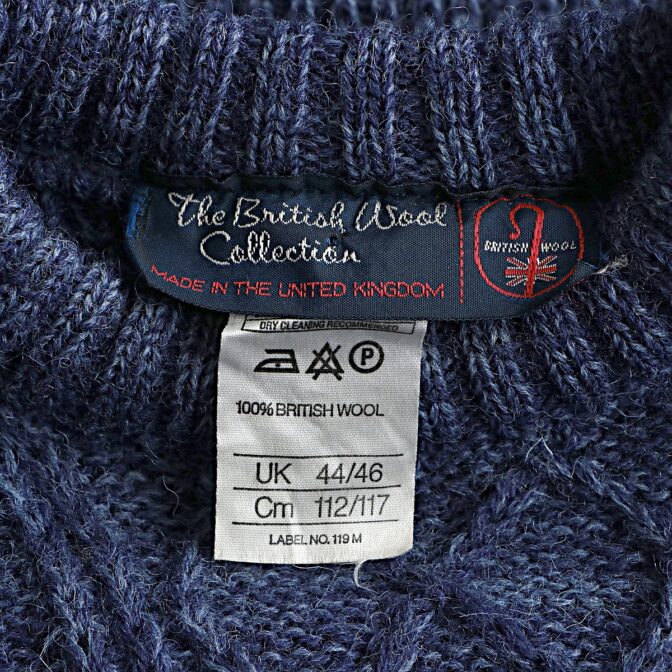 The British Wool
Collection
MADE IN THE UNITED KINGDOM
BRITISH WOOL
DRY CLEANING RECOMMENDED
P
100% BRITISH WOOL
UK 44/46
Cm 112/117
LABEL NO. 119 M